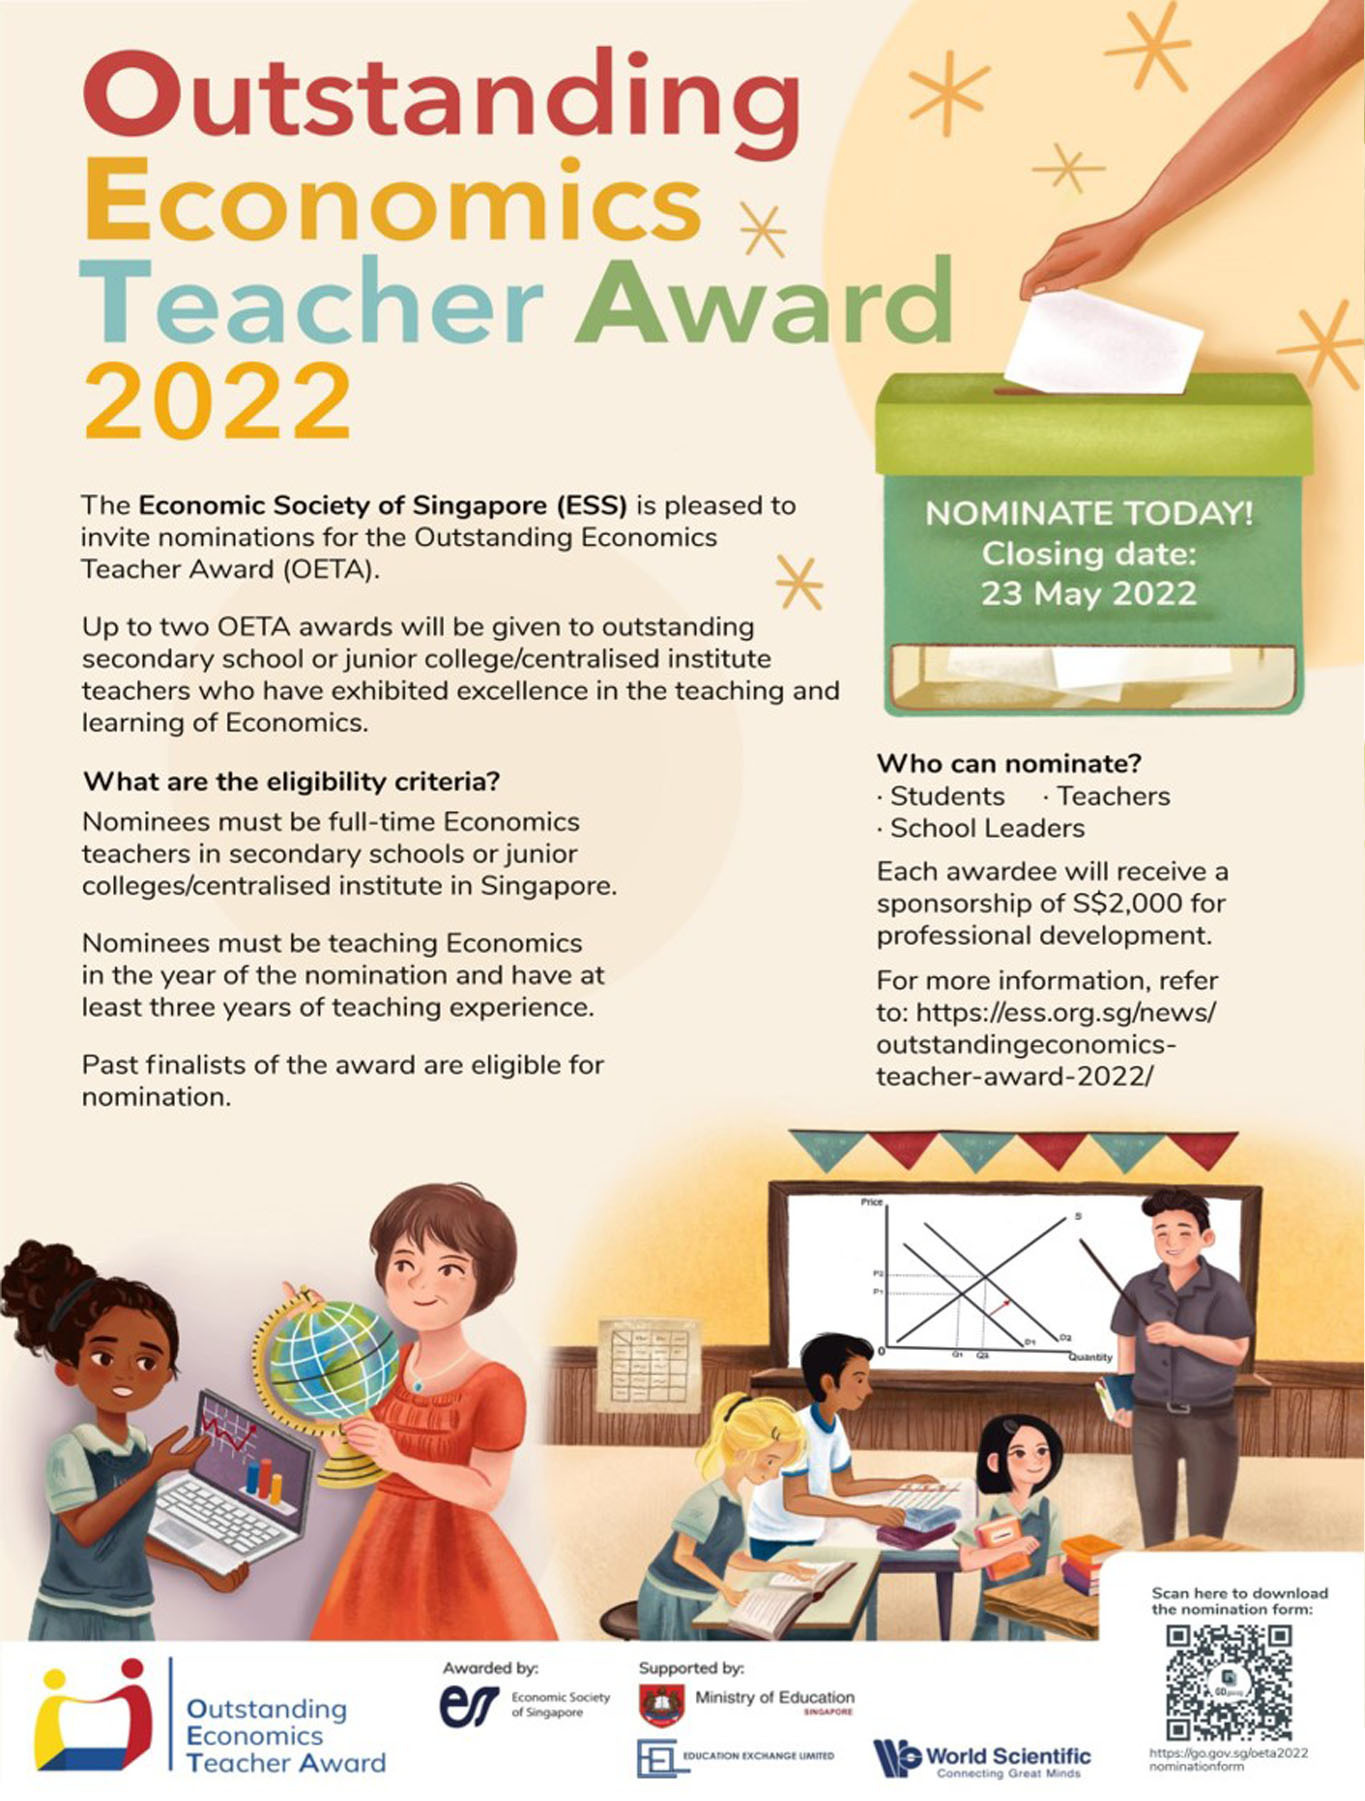 Outstanding
Economics
Teacher Award
2022
The Economic Society of Singapore (ESS) is pleased to
invite nominations for the Outstanding Economics
Teacher Award (OETA).
Up to two OETA awards will be given to outstanding
secondary school or junior college/centralised institute
teachers who have exhibited excellence in the teaching and
learning of Economics.
What are the eligibility criteria?
Nominees must be full-time Economics
teachers in secondary schools or junior
colleges/centralised institute in Singapore.
Nominees must be teaching Economics
in the year of the nomination and have at
least three years of teaching experience.
Past finalists of the award are eligible for
nomination.
NOMINATE TODAY!
Closing date:
23 May 2022
Who can nominate?
· Students · Teachers
· School Leaders
Each awardee will receive a
sponsorship of S$2,000 for
professional development.
For more information, refer
to: https://ess.org.sg/news/
outstandingeconomics-
teacher-award-2022/
Price
S
P2
P1
D1
D2
0
Q1
Q2
Quantity
Scan here to download
the nomination form:
https://go.gov.sg/oeta2022
nominationform
Outstanding
Economics
Teacher Award
Awarded by:
Economic Society
of Singapore
Supported by:
Ministry of Education
SINGAPORE
EDUCATION EXCHANGE LIMITED
World Scientific
Connecting Great Minds